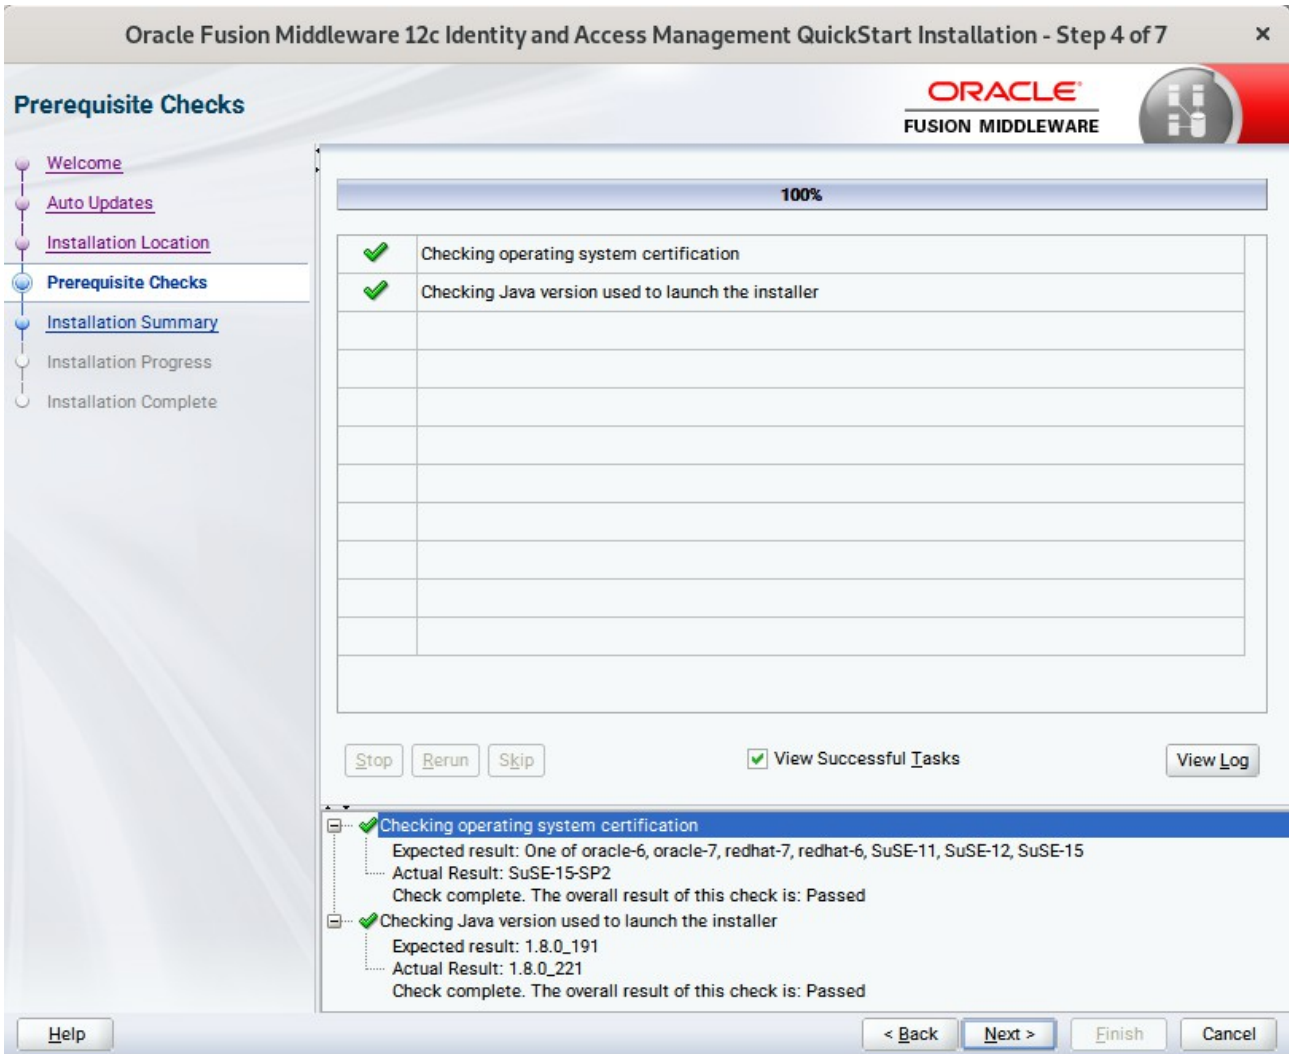 Oracle Fusion Middleware 12c Identity and Access Management QuickStart Installation - Step 4 of 7
Prerequisite Checks
ORACLE
FUSION MIDDLEWARE
Welcome
Auto Updates
Installation Location
Prerequisite Checks
Installation Summary
Installation Progress
Installation Complete
100%
Checking operating system certification
Checking Java version used to launch the installer
Stop Rerun Skip View Successful Tasks View Log
Checking operating system certification
Expected result: One of oracle-6, oracle-7, redhat-7, redhat-6, SuSE-11, SuSE-12, SuSE-15
Actual Result: SuSE-15-SP2
Check complete. The overall result of this check is: Passed
Checking Java version used to launch the installer
Expected result: 1.8.0_191
Actual Result: 1.8.0_221
Check complete. The overall result of this check is: Passed
Help < Back Next > Finish Cancel